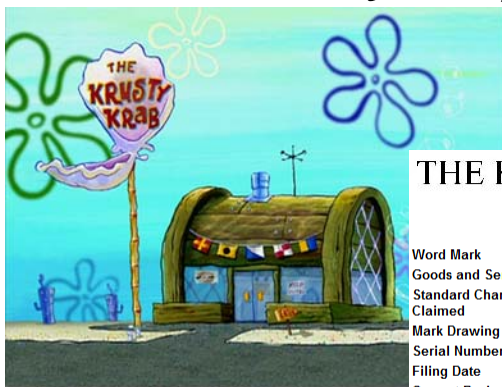 THE
KRUSTY
KRAB
THE
Word Mark
Goods and Se
Standard Char
Claimed
Mark Drawing
Serial Number
Filing Date